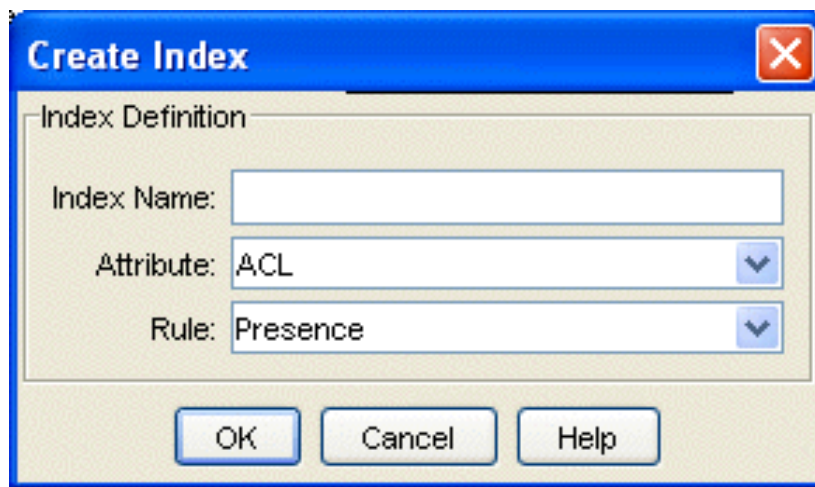 Create Index
Index Definition
Index Name:
Attribute: ACL
Rule: Presence
OK Cancel Help